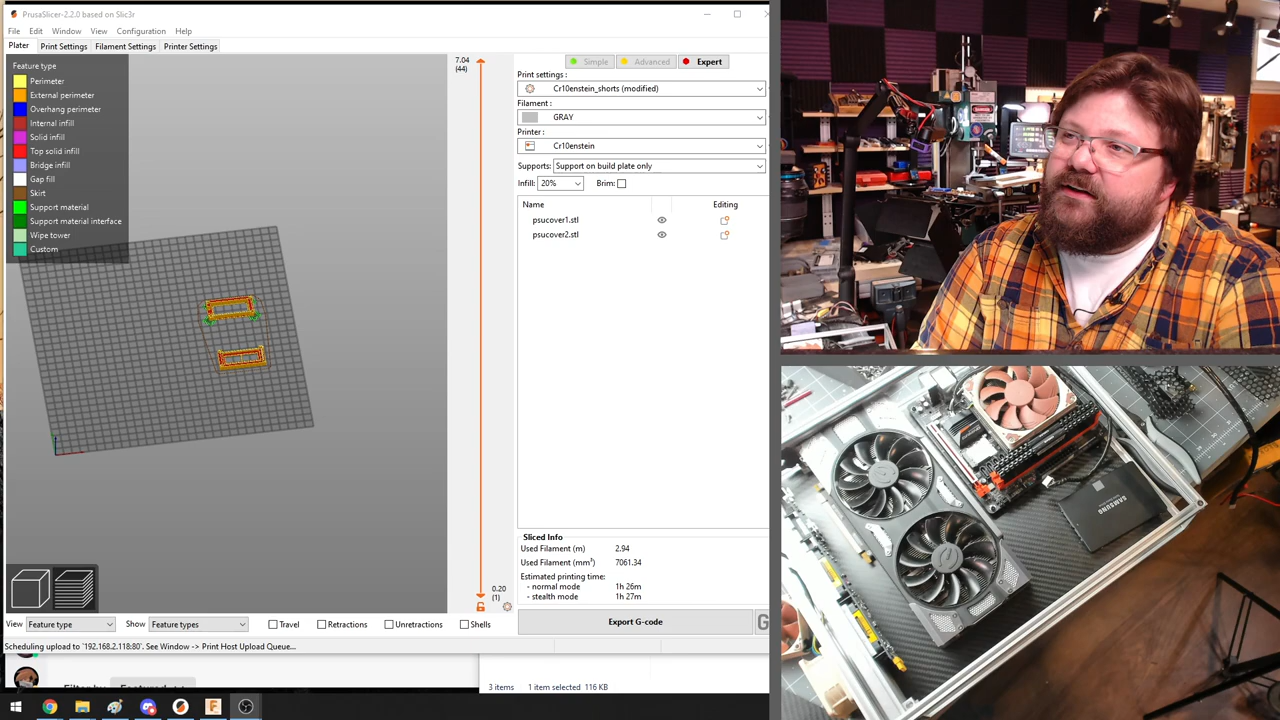 PrusaSlicer-2.2.0 based on Slic3r
File Edit Window View Configuration Help
Plater Print Settings Filament Settings Printer Settings
Feature type
Perimeter
External perimeter
Overhang perimeter
Internal infill
Solid infill
Top solid infill
Bridge infill
Gap fill
Skirt
Support material
Support material interface
Wipe tower
Custom
7.04
(44)
0.20
(1)
Simple Advanced Expert
Print settings :
Cr10enstein_shorts (modified)
Filament :
GRAY
Printer :
Cr10enstein
Supports: Support on build plate only
Infill: 20% Brim:
Name Editing
psucover1.stl
psucover2.stl
Sliced Info
Used Filament (m) 2.94
Used Filament (mm³) 7061.34
Estimated printing time:
- normal mode 1h 26m
- stealth mode 1h 27m
View Feature type Show Feature types Travel Retractions Unretractions Shells
Export G-code
G
Scheduling upload to `192.168.2.118:80`. See Window -> Print Host Upload Queue...
3 items 1 item selected 116 KB
SAMSUNG